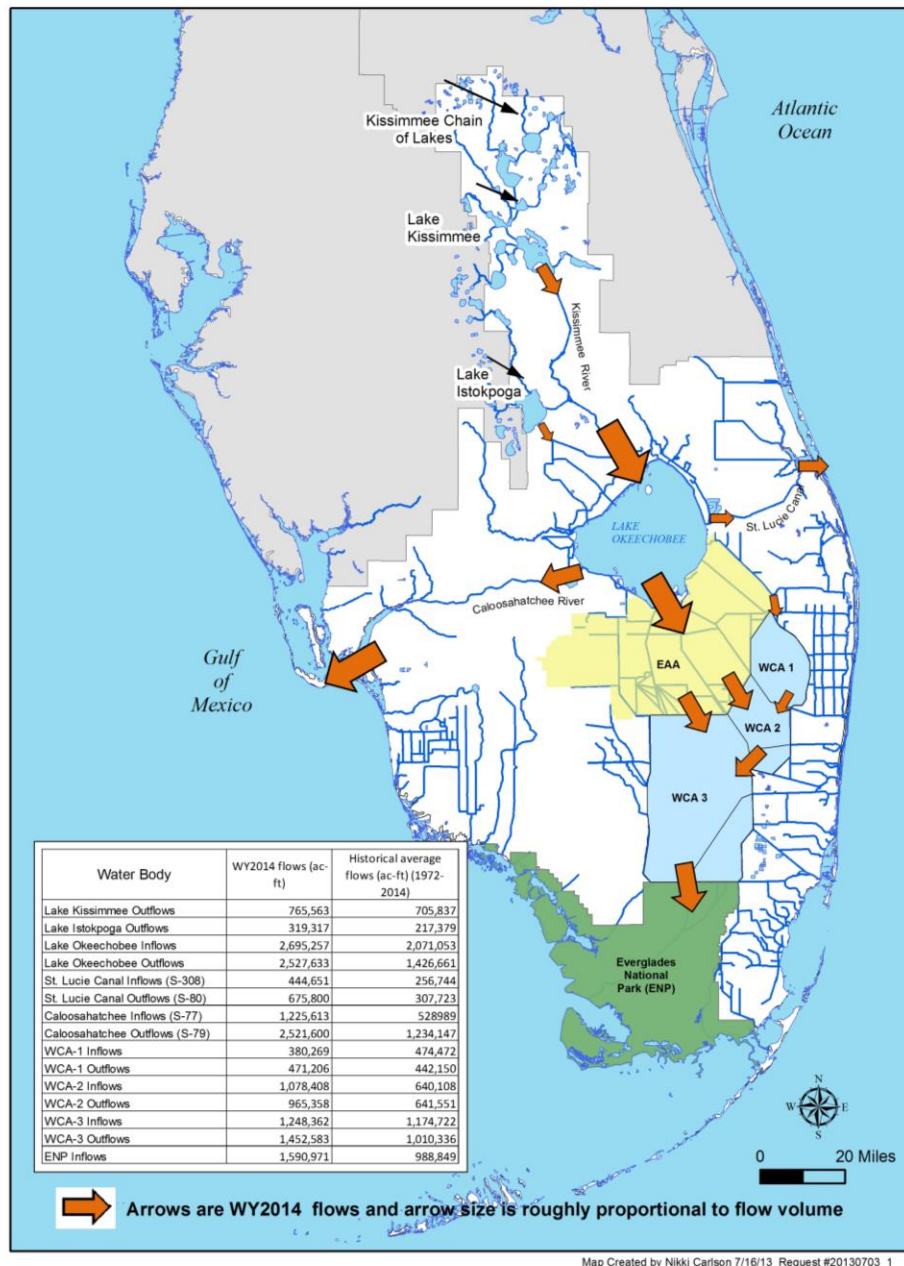 Atlantic
Ocean
Kissimmee Chain
of Lakes
Lake
Kissimmee
Kissimmee River
Lake
Istokpoga
St. Lucie Canal
LAKE
OKEECHOBEE
Caloosahatchee River
Gulf
of
Mexico
EAA
WCA 1
WCA 2
WCA 3
Everglades
National
Park (ENP)
Water Body WY2014 flows (ac-ft) Historical average flows (ac-ft) (1972-2014)
Lake Kissimmee Outflows 765,563 705,837
Lake Istokpoga Outflows 319,317 217,379
Lake Okeechobee Inflows 2,695,257 2,071,053
Lake Okeechobee Outflows 2,527,633 1,426,661
St. Lucie Canal Inflows (S-308) 444,651 256,744
St. Lucie Canal Outflows (S-80) 675,800 307,723
Caloosahatchee Inflows (S-77) 1,225,613 528989
Caloosahatchee Outflows (S-79) 2,521,600 1,234,147
WCA-1 Inflows 380,269 474,472
WCA-1 Outflows 471,206 442,150
WCA-2 Inflows 1,078,408 640,108
WCA-2 Outflows 965,358 641,551
WCA-3 Inflows 1,248,362 1,174,722
WCA-3 Outflows 1,452,583 1,010,336
ENP Inflows 1,590,971 988,849
N
W E
S
0 20 Miles
Arrows are WY2014 flows and arrow size is roughly proportional to flow volume
Map Created by Nikki Carlson 7/16/13 Request #20130703_1